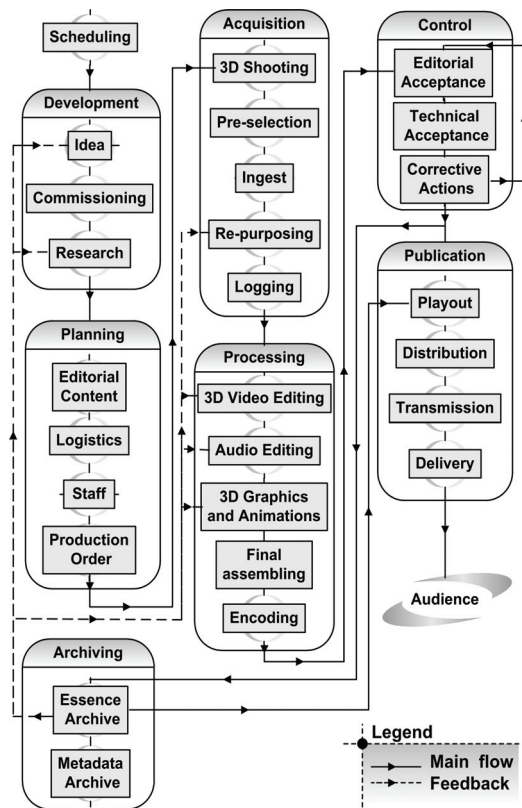 Scheduling
Development
Idea
Commissioning
Research
Planning
Editorial
Content
Logistics
Staff
Production
Order
Archiving
Essence
Archive
Metadata
Archive
Acquisition
3D Shooting
Pre-selection
Ingest
Re-purposing
Logging
Processing
3D Video Editing
Audio Editing
3D Graphics
and Animations
Final
assembling
Encoding
Control
Editorial
Acceptance
Technical
Acceptance
Corrective
Actions
Publication
Playout
Distribution
Transmission
Delivery
Audience
Legend
Main flow
Feedback